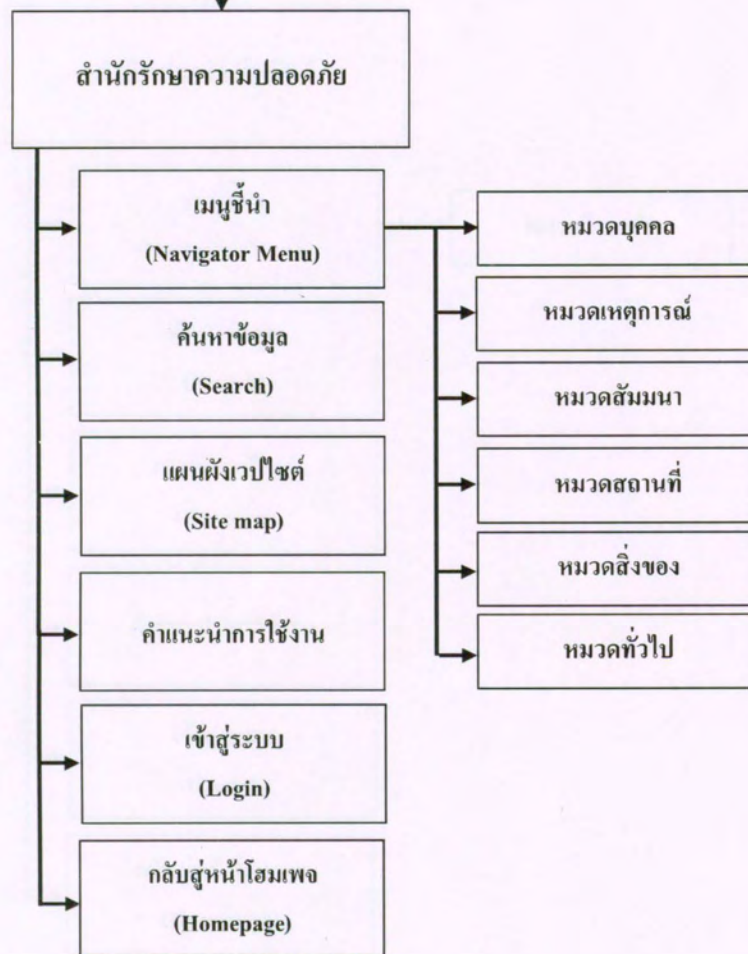 สำนักรักษาความปลอดภัย
เมนูชี้นำ
(Navigator Menu)
ค้นหาข้อมูล
(Search)
แผนผังเวปไซต์
(Site map)
คำแนะนำการใช้งาน
เข้าสู่ระบบ
(Login)
กลับสู่หน้าโฮมเพจ
(Homepage)
หมวดบุคคล
หมวดเหตุการณ์
หมวดสัมมนา
หมวดสถานที่
หมวดสิ่งของ
หมวดทั่วไป